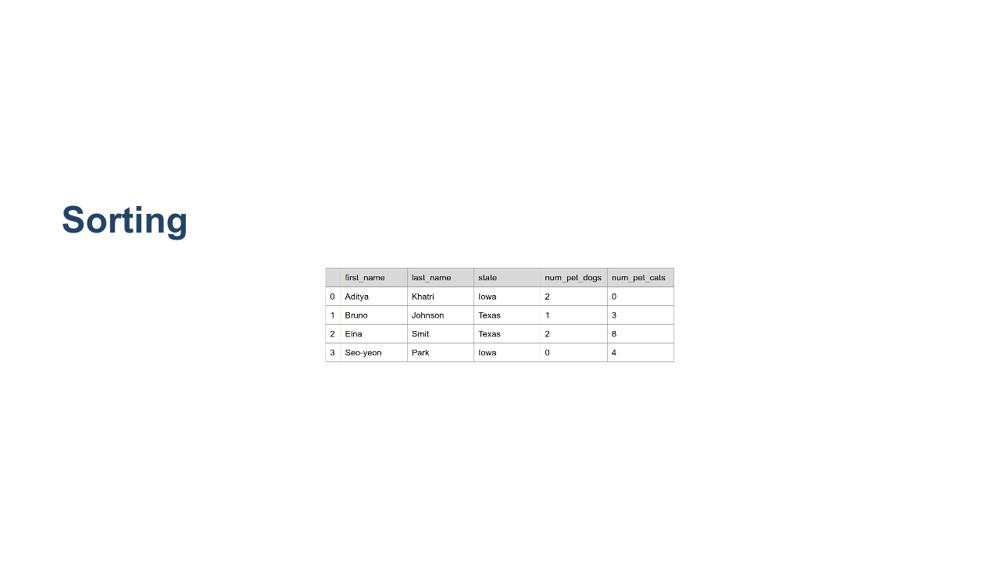 Sorting
first_name last_name state num_pet_dogs num_pet_cats
0 Aditya Khatri Iowa 2 0
1 Bruno Johnson Texas 1 3
2 Elna Smit Texas 2 8
3 Seo-yeon Park Iowa 0 4